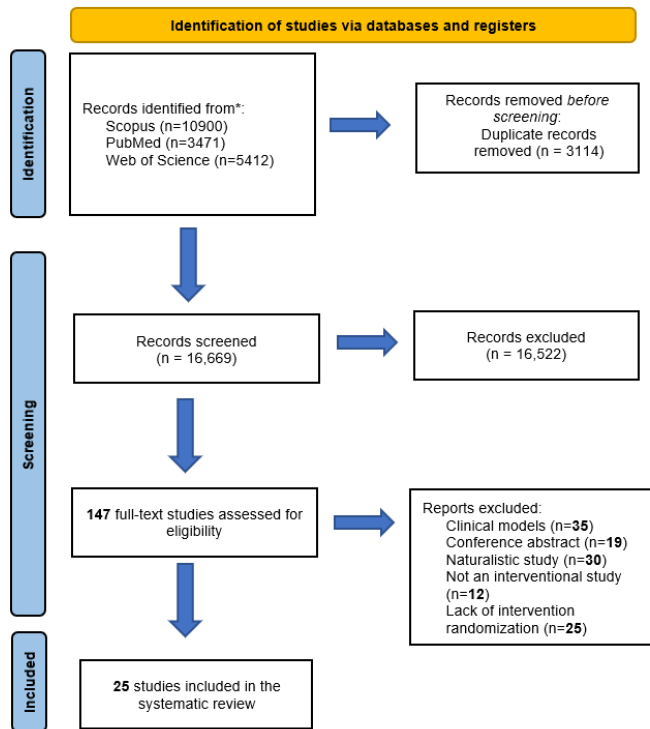 Identification of studies via databases and registers
Identification
Records identified from*:
Scopus (n=10900)
PubMed (n=3471)
Web of Science (n=5412)
Records removed before
screening:
Duplicate records
removed (n = 3114)
Screening
Records screened
(n = 16,669)
Records excluded
(n = 16,522)
147 full-text studies assessed for
eligibility
Reports excluded:
Clinical models (n=35)
Conference abstract (n=19)
Naturalistic study (n=30)
Not an interventional study
(n=12)
Lack of intervention
randomization (n=25)
Included
25 studies included in the
systematic review